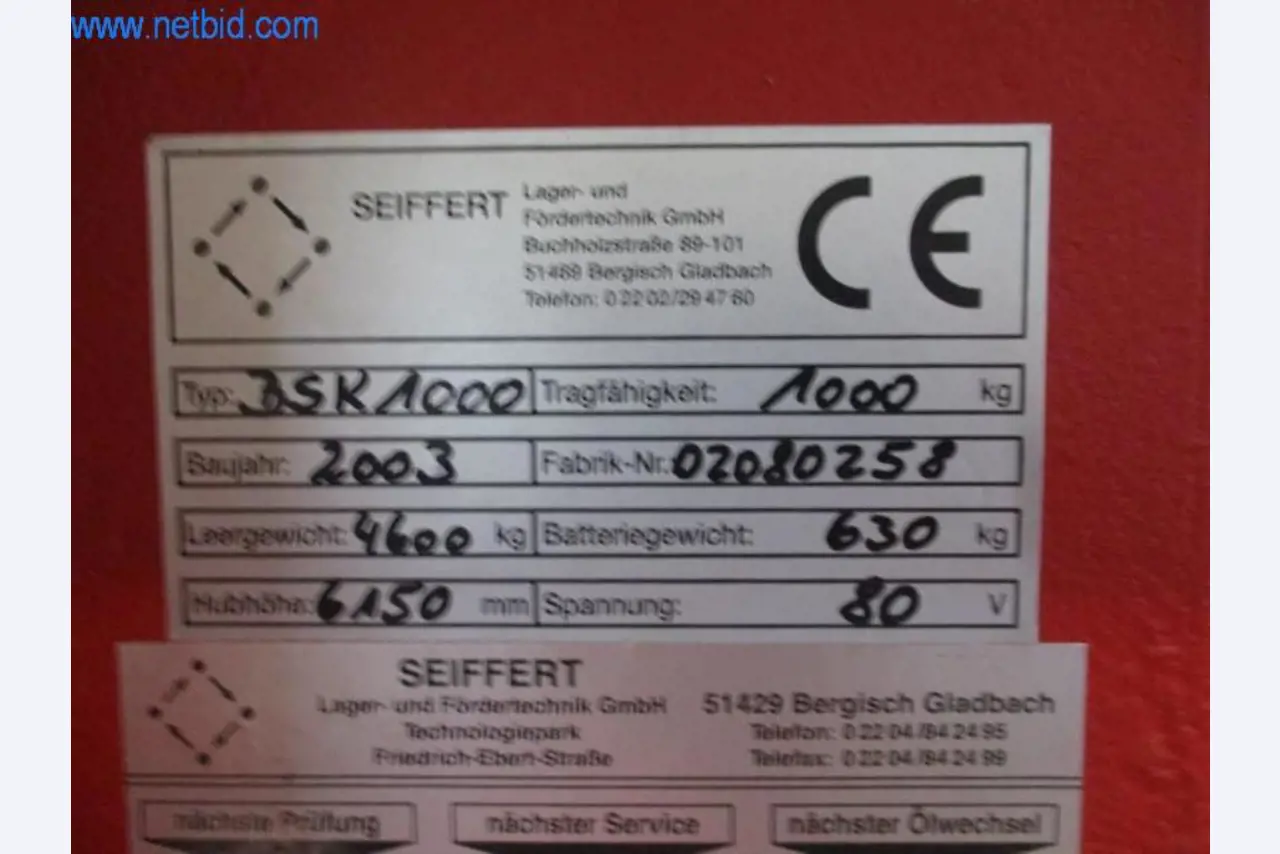 www.netbid.com
SEIFFERT
Lager- und
Fördertechnik GmbH
Buchholzstraße 89-101
51469 Bergisch Gladbach
Telefon: 0 22 02/29 47 60
CE
Typ: BSK1000 Tragfähigkeit: 1000 kg
Baujahr: 2003 Fabrik-Nr.: 02080258
Leergewicht: 4600 kg Batteriegewicht: 630 kg
Hubhöhe: 6150 mm Spannung: 80 V
SEIFFERT
Lager- und Fördertechnik GmbH
Technologiepark
Friedrich-Ebert-Straße
51429 Bergisch Gladbach
Telefon: 0 22 04 /84 24 95
Telefax: 0 22 04 /84 24 99
nächste Prüfung nächster Service nächster Ölwechsel